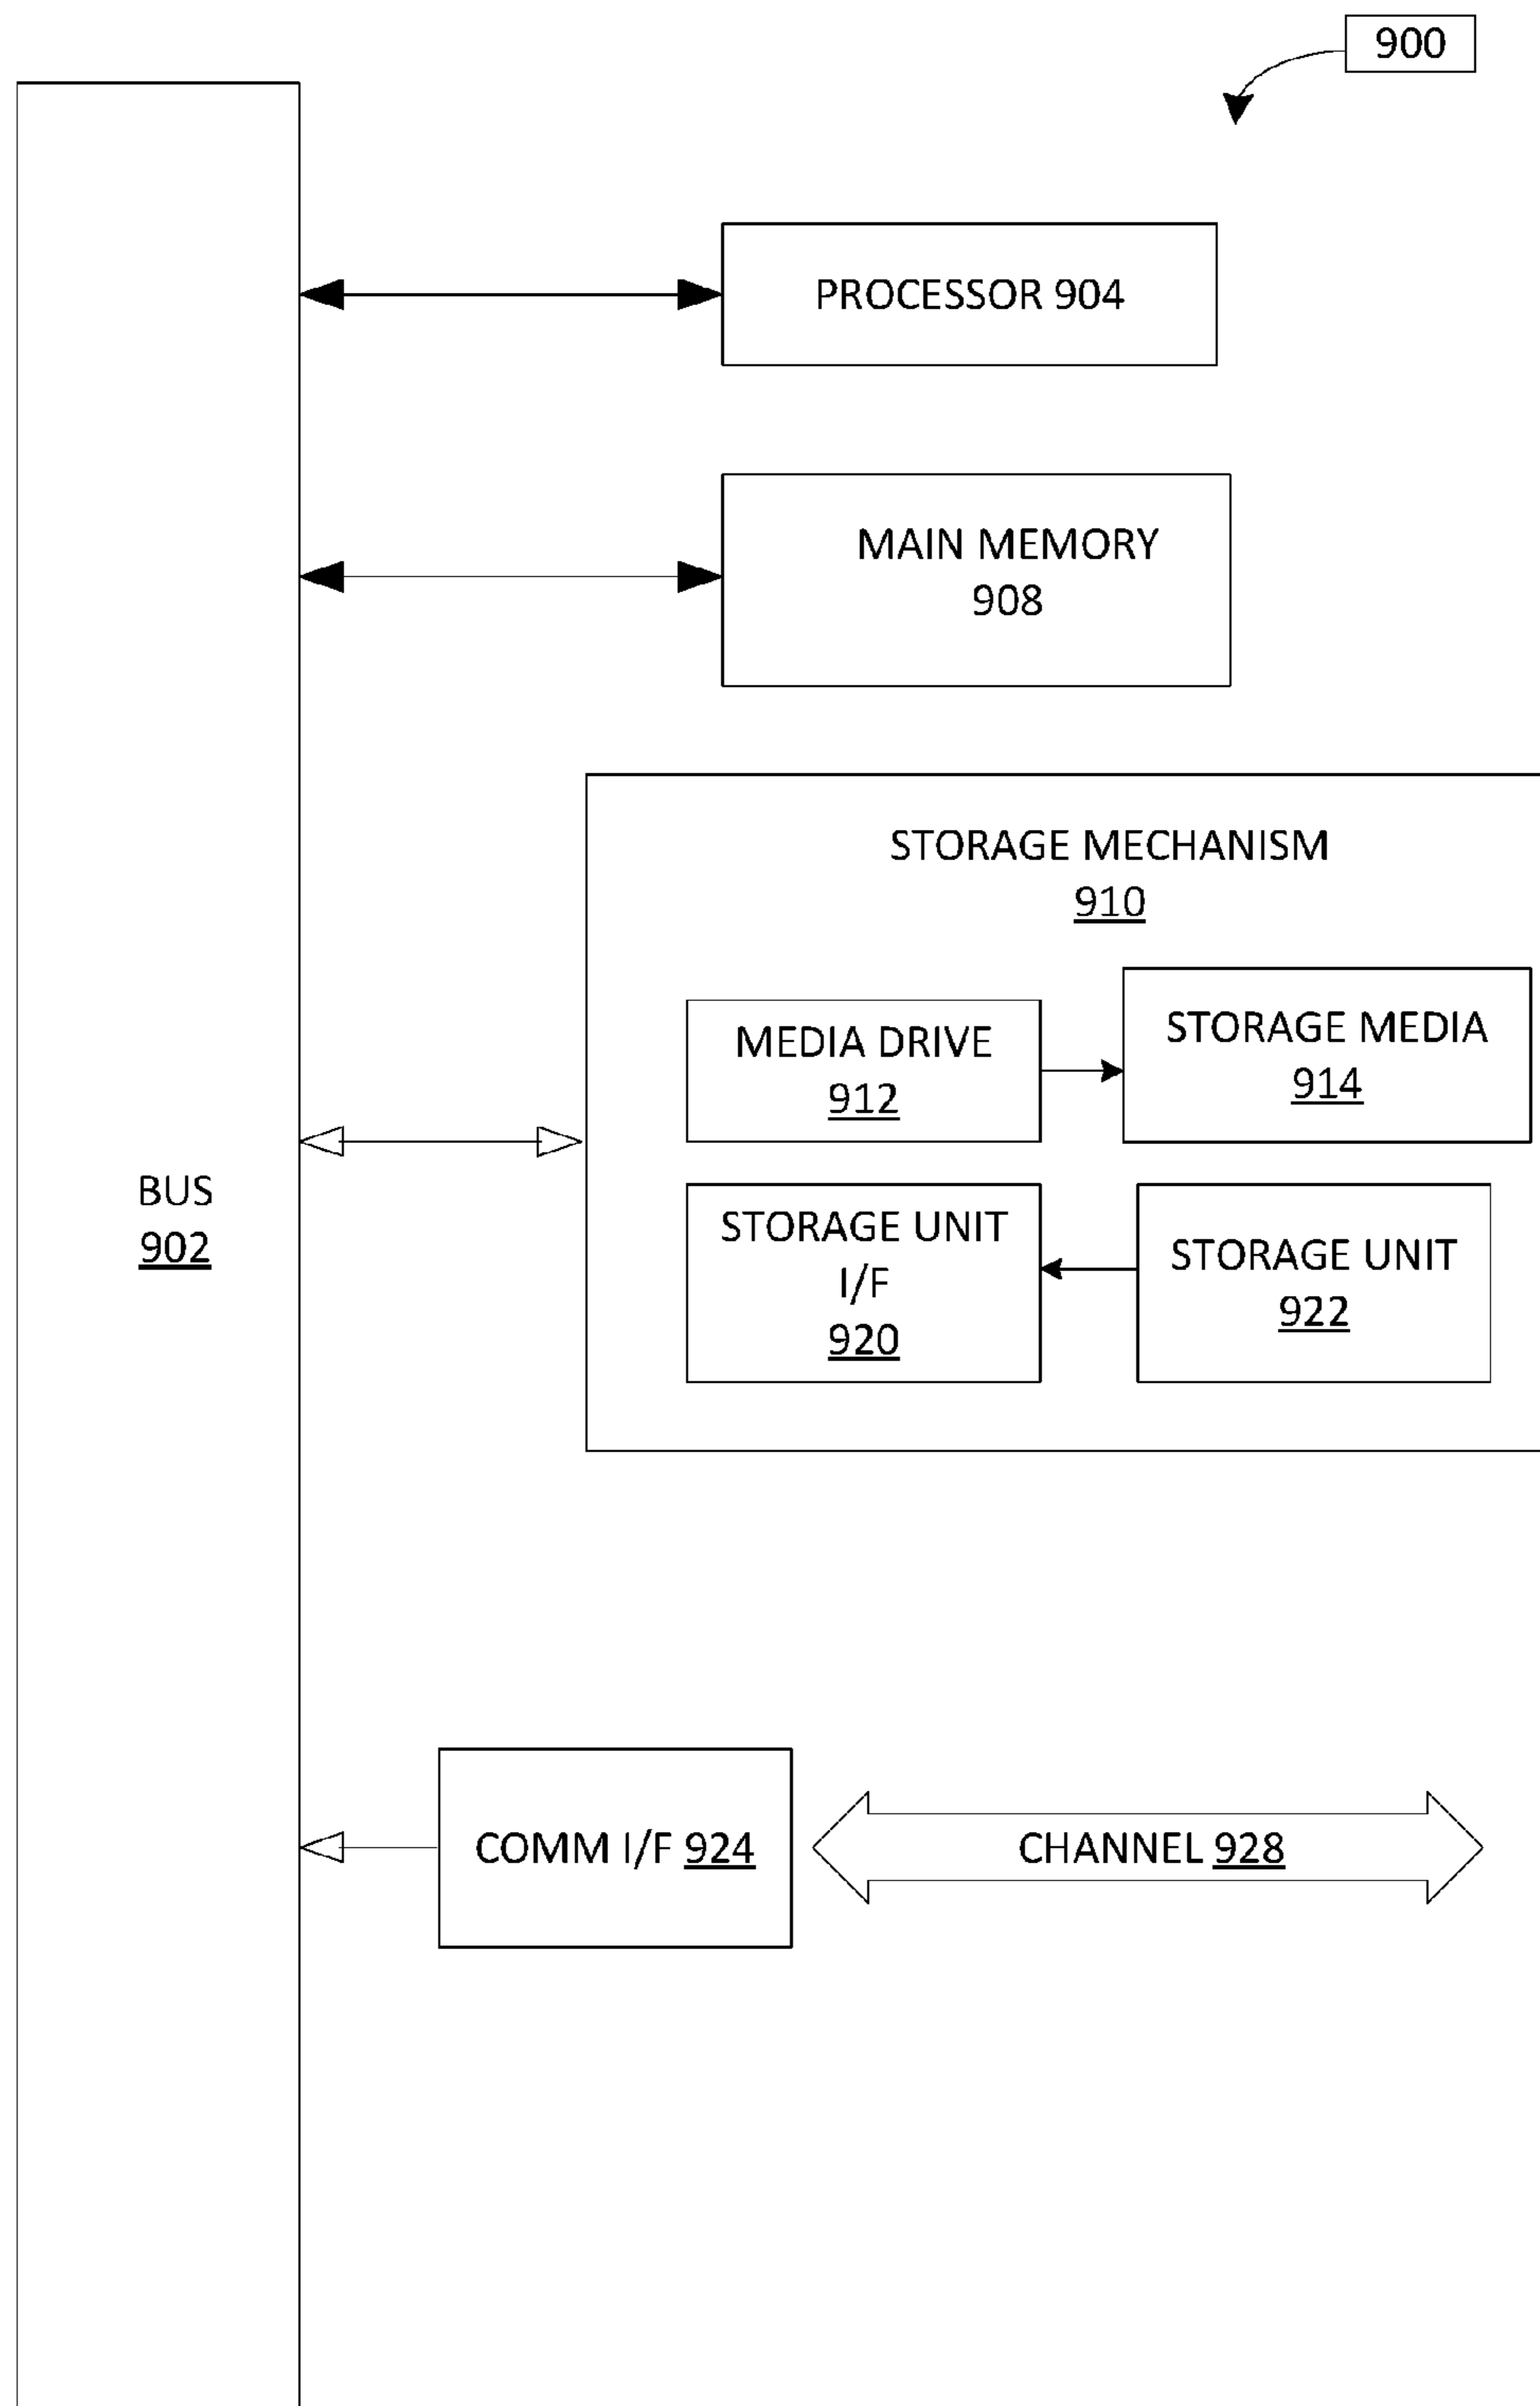 900
PROCESSOR 904
MAIN MEMORY
908
STORAGE MECHANISM
910
MEDIA DRIVE
912
STORAGE MEDIA
914
BUS
902
STORAGE UNIT
I/F
920
STORAGE UNIT
922
COMM I/F 924
CHANNEL 928